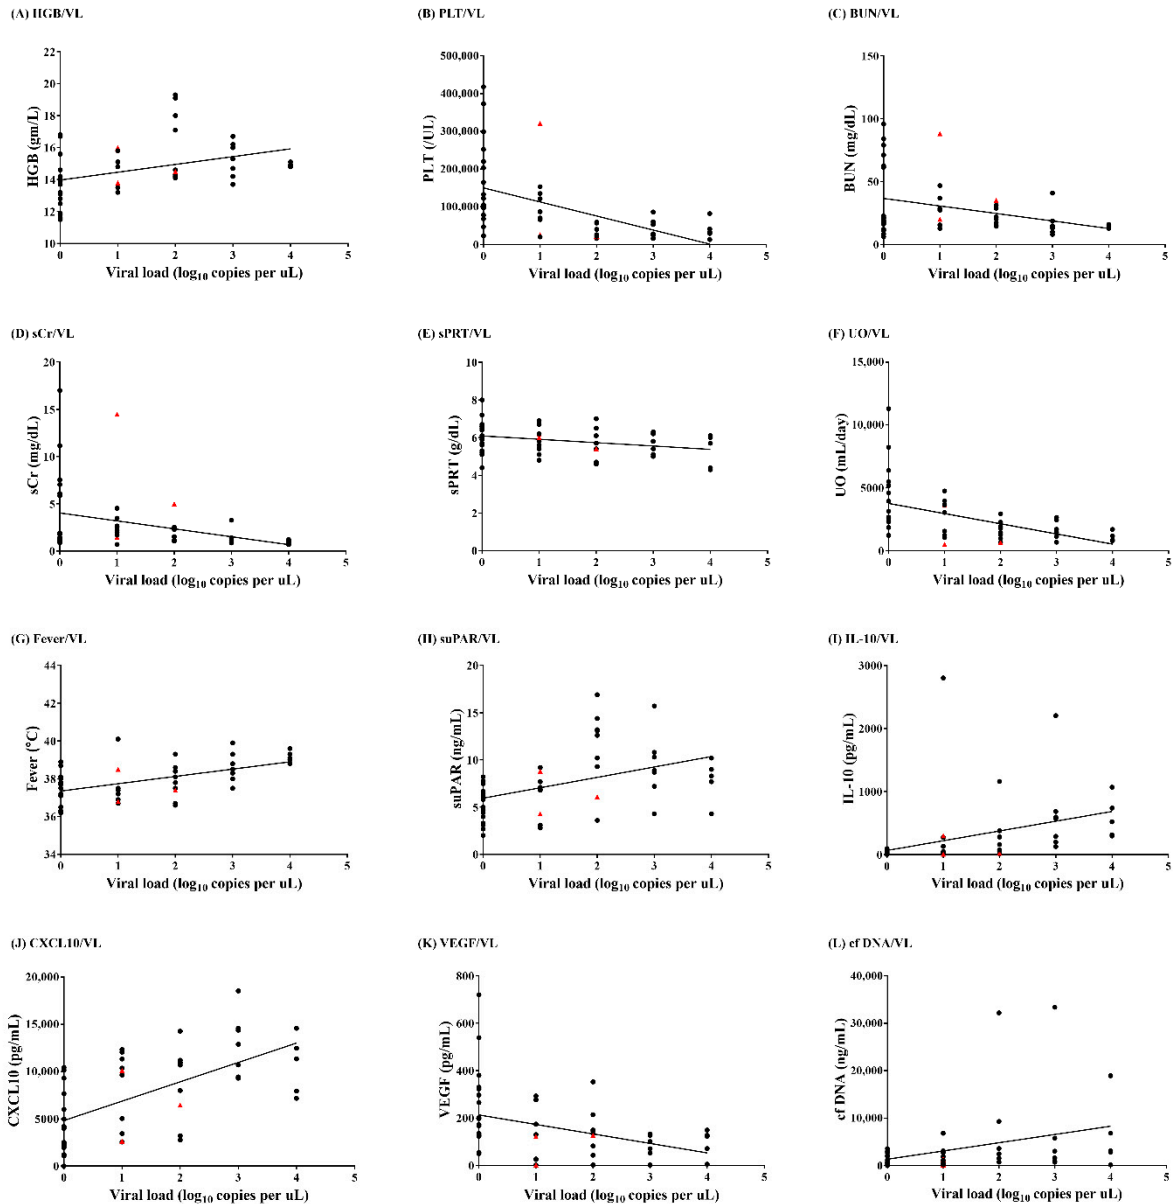 (A) HGB/VL
(B) PLT/VL
(C) BUN/VL
HGB (gm/L)
22
20
18
16
14
12
10
0 1 2 3 4 5
Viral load (log10 copies per uL)
PLT (/UL)
500,000
400,000
300,000
200,000
100,000
0
0 1 2 3 4 5
Viral load (log10 copies per uL)
BUN (mg/dL)
150
100
50
0
0 1 2 3 4 5
Viral load (log10 copies per uL)
(D) sCr/VL
(E) sPRT/VL
(F) UO/VL
sCr (mg/dL)
20
15
10
5
0
0 1 2 3 4 5
Viral load (log10 copies per uL)
sPRT (g/dL)
10
8
6
4
2
0
0 1 2 3 4 5
Viral load (log10 copies per uL)
UO (mL/day)
15,000
10,000
5000
0
0 1 2 3 4 5
Viral load (log10 copies per uL)
(G) Fever/VL
(H) suPAR/VL
(I) IL-10/VL
Fever (°C)
44
42
40
38
36
34
0 1 2 3 4 5
Viral load (log10 copies per uL)
suPAR (ng/mL)
20
15
10
5
0
0 1 2 3 4 5
Viral load (log10 copies per uL)
IL-10 (pg/mL)
3000
2000
1000
0
0 1 2 3 4 5
Viral load (log10 copies per uL)
(J) CXCL10/VL
(K) VEGF/VL
(L) cf DNA/VL
CXCL10 (pg/mL)
20,000
15,000
10,000
5000
0
0 1 2 3 4 5
Viral load (log10 copies per uL)
VEGF (pg/mL)
800
600
400
200
0
0 1 2 3 4 5
Viral load (log10 copies per uL)
cf DNA (ng/mL)
40,000
30,000
20,000
10,000
0
0 1 2 3 4 5
Viral load (log10 copies per uL)